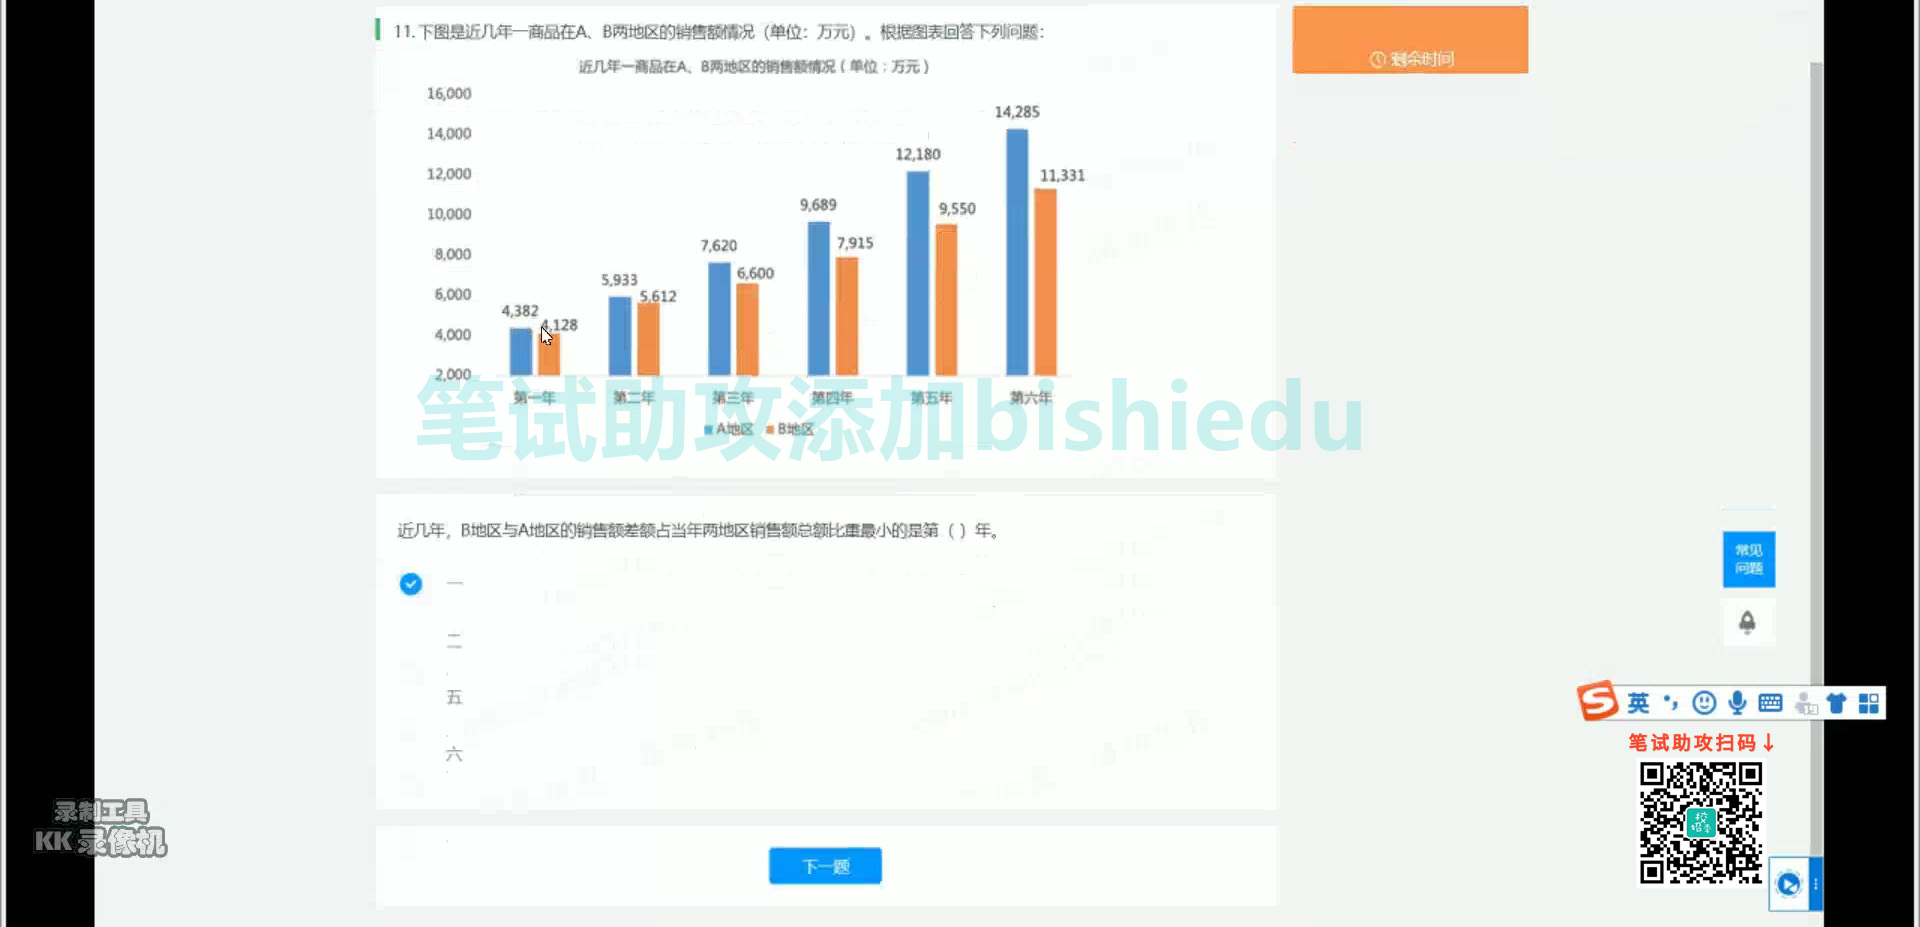 11.下图是近几年一商品在A、B两地区的销售额情况（单位：万元）。根据图表回答下列问题：
剩余时间
近几年一商品在A、B两地区的销售额情况（单位：万元）
16,000
14,000
12,000
10,000
8,000
6,000
4,000
2,000
4,382
4,128
5,933
5,612
7,620
6,600
9,689
7,915
12,180
9,550
14,285
11,331
第一年 第二年 第三年 第四年 第五年 第六年
A地区 B地区
笔试助攻添加bishiedu
近几年，B地区与A地区的销售额差额占当年两地区销售额总额比重最小的是第（ ）年。
一
二
五
六
常见
问题
英
笔试助攻扫码↓
录制工具
KK 录像机
下一题